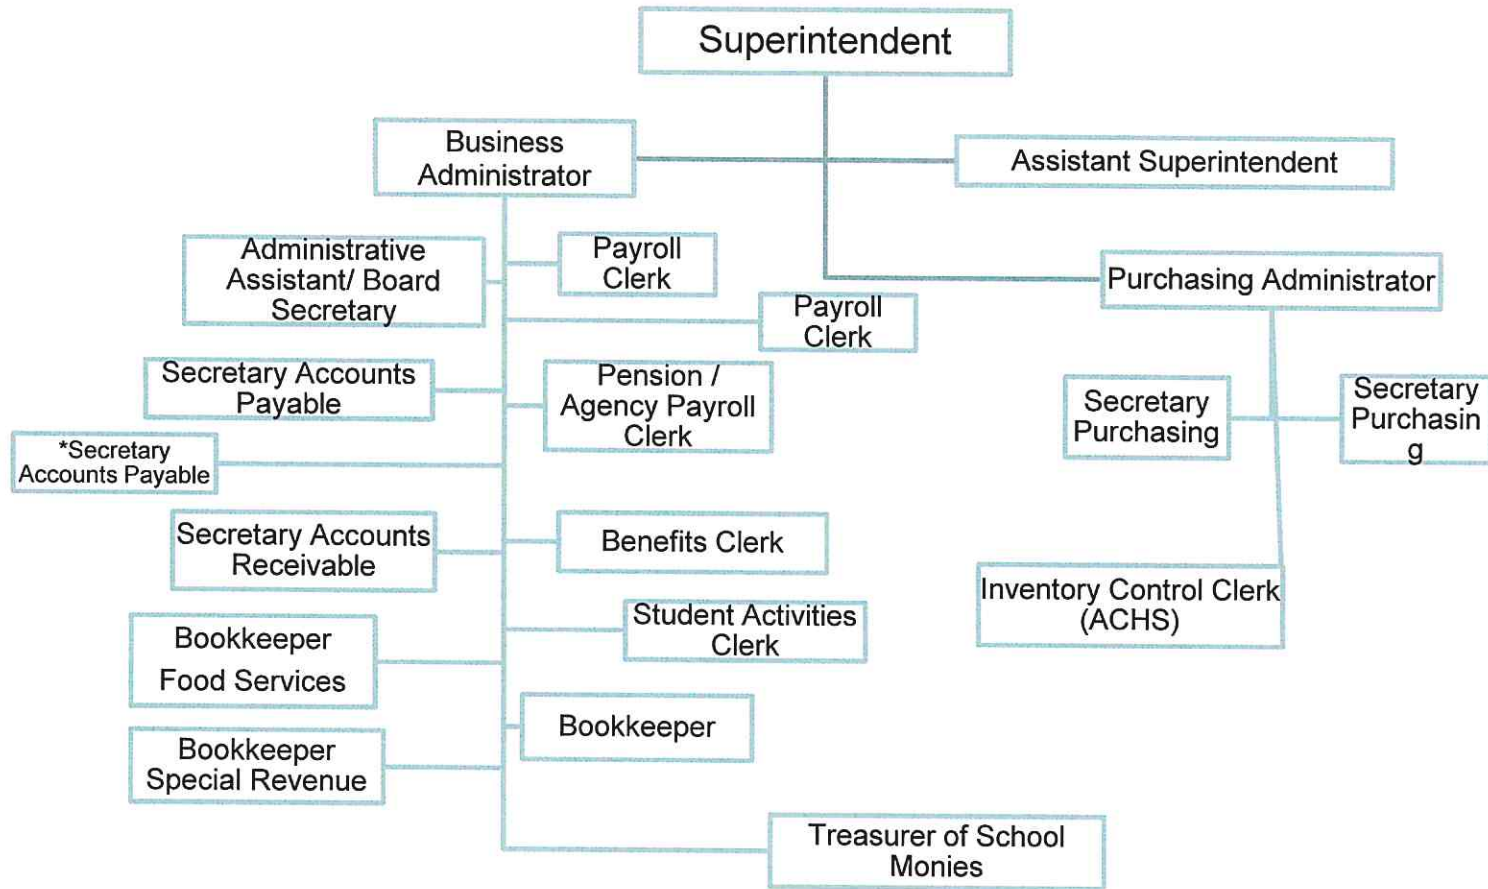 Superintendent
Business
Administrator
Assistant Superintendent
Administrative
Assistant/ Board
Secretary
Payroll
Clerk
Purchasing Administrator
Payroll
Clerk
Secretary Accounts
Payable
Pension /
Agency Payroll
Clerk
Secretary
Purchasing
Secretary
Purchasin
g
*Secretary
Accounts Payable
Secretary Accounts
Receivable
Benefits Clerk
Inventory Control Clerk
(ACHS)
Student Activities
Clerk
Bookkeeper
Food Services
Bookkeeper
Bookkeeper
Special Revenue
Treasurer of School
Monies